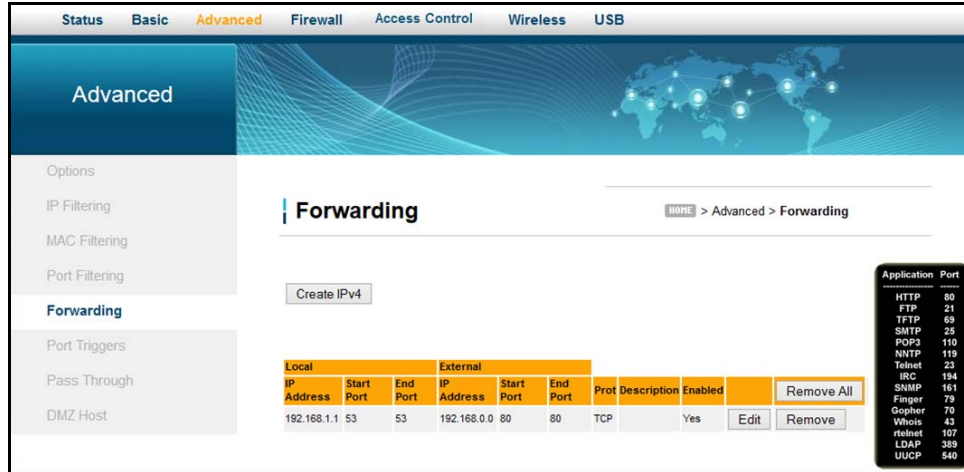 Status Basic Advanced Firewall Access Control Wireless USB
Advanced
Options
IP Filtering
MAC Filtering
Port Filtering
Forwarding
Port Triggers
Pass Through
DMZ Host
Forwarding
HOME > Advanced > Forwarding
Create IPv4
Local External
IP Address Start Port End Port IP Address Start Port End Port Prot Description Enabled Remove All
192.168.1.1 53 53 192.168.0.0 80 80 TCP Yes Edit Remove
Application Port
---------------- ------
HTTP 80
FTP 21
TFTP 69
SMTP 25
POP3 110
NNTP 119
Telnet 23
IRC 194
SNMP 161
Finger 79
Gopher 70
Whois 43
rtelnet 107
LDAP 389
UUCP 540